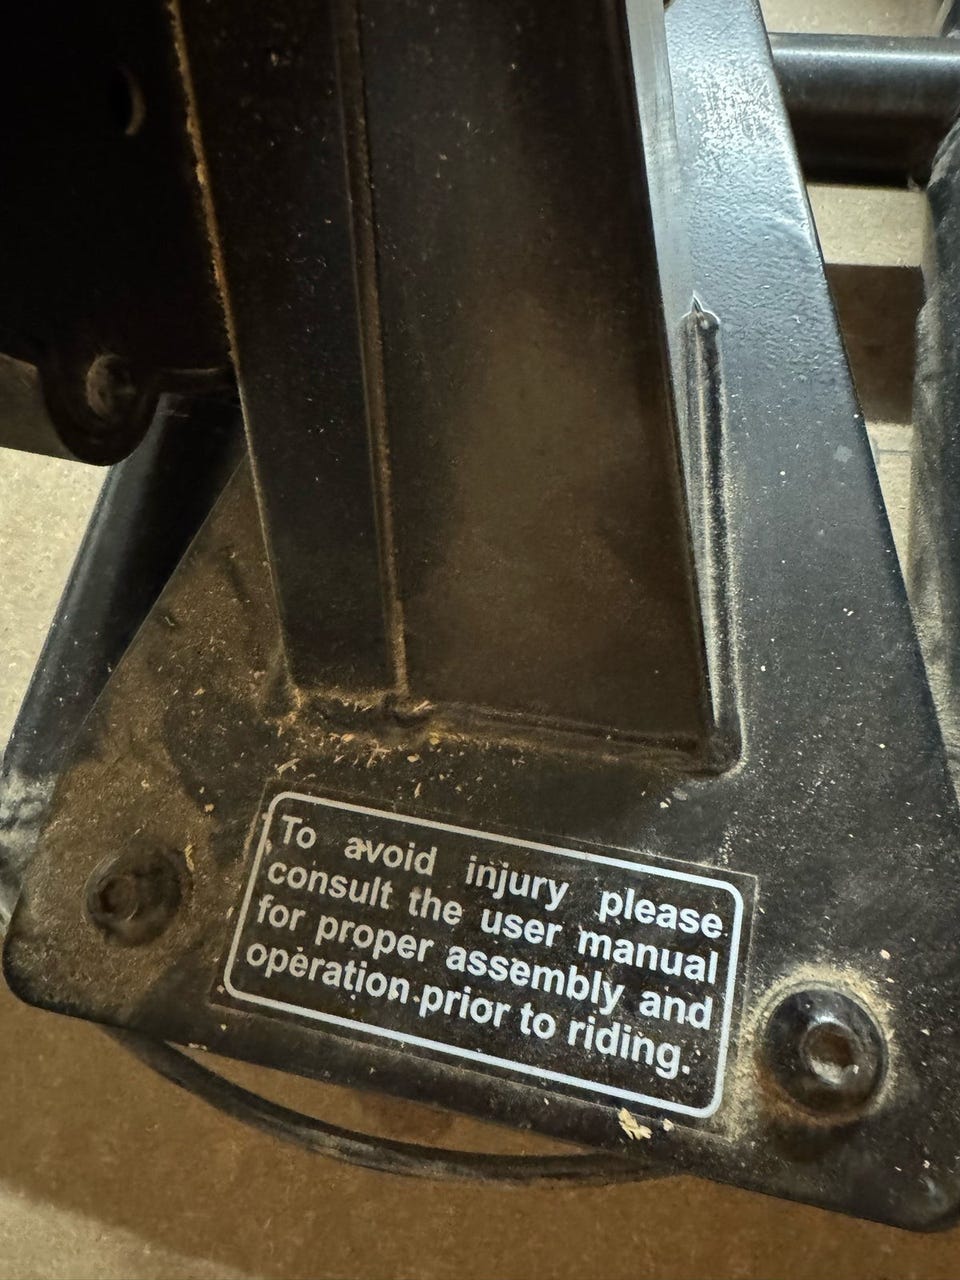 To avoid injury please
consult the user manual
for proper assembly and
operation prior to riding.